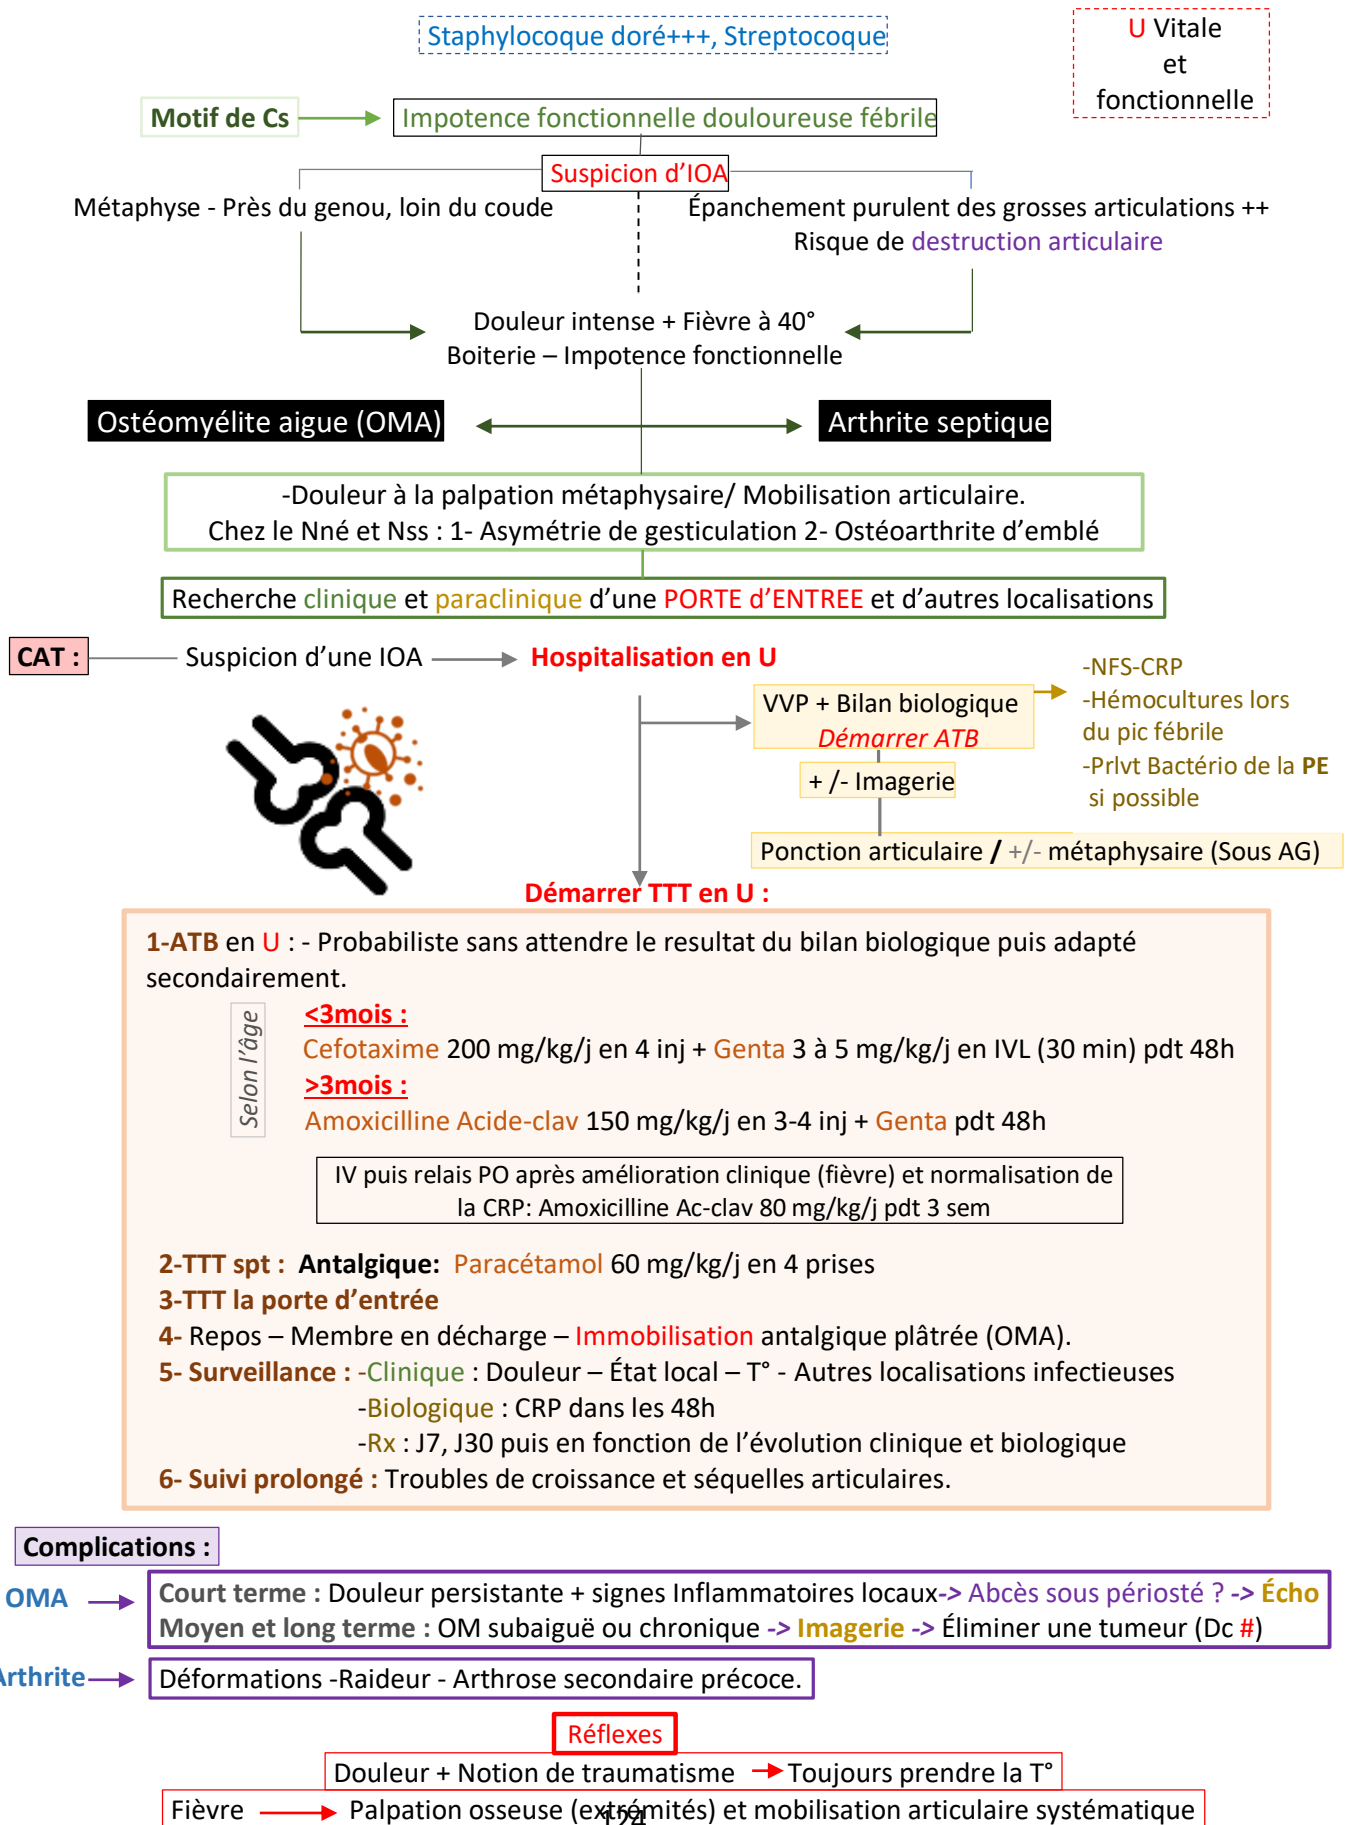 Staphylocoque doré+++, Streptocoque
U Vitale
et
fonctionnelle
Motif de Cs
Impotence fonctionnelle douloureuse fébrile
Suspicion d'IOA
Métaphyse - Près du genou, loin du coude
Épanchement purulent des grosses articulations ++
Risque de destruction articulaire
Douleur intense + Fièvre à 40°
Boiterie – Impotence fonctionnelle
Ostéomyélite aigue (OMA)
Arthrite septique
-Douleur à la palpation métaphysaire/ Mobilisation articulaire.
Chez le Nné et Nss : 1- Asymétrie de gesticulation 2- Ostéoarthrite d'emblé
Recherche clinique et paraclinique d'une PORTE d'ENTREE et d'autres localisations
CAT :
Suspicion d'une IOA
Hospitalisation en U
VVP + Bilan biologique
Démarrer ATB
-NFS-CRP
-Hémocultures lors
du pic fébrile
-Prlvt Bactério de la PE
si possible
+ /- Imagerie
Ponction articulaire / +/- métaphysaire (Sous AG)
Démarrer TTT en U :
1-ATB en U : - Probabiliste sans attendre le resultat du bilan biologique puis adapté
secondairement.
Selon l'âge
<3mois :
Cefotaxime 200 mg/kg/j en 4 inj + Genta 3 à 5 mg/kg/j en IVL (30 min) pdt 48h
>3mois :
Amoxicilline Acide-clav 150 mg/kg/j en 3-4 inj + Genta pdt 48h
IV puis relais PO après amélioration clinique (fièvre) et normalisation de
la CRP: Amoxicilline Ac-clav 80 mg/kg/j pdt 3 sem
2-TTT spt : Antalgique: Paracétamol 60 mg/kg/j en 4 prises
3-TTT la porte d'entrée
4- Repos – Membre en décharge – Immobilisation antalgique plâtrée (OMA).
5- Surveillance : -Clinique : Douleur – État local – T° - Autres localisations infectieuses
-Biologique : CRP dans les 48h
-Rx : J7, J30 puis en fonction de l'évolution clinique et biologique
6- Suivi prolongé : Troubles de croissance et séquelles articulaires.
Complications :
OMA
Court terme : Douleur persistante + signes Inflammatoires locaux-> Abcès sous périosté ? -> Écho
Moyen et long terme : OM subaiguë ou chronique -> Imagerie -> Éliminer une tumeur (Dc #)
Arthrite
Déformations -Raideur - Arthrose secondaire précoce.
Réflexes
Douleur + Notion de traumatisme
Toujours prendre la T°
Fièvre
Palpation osseuse (extrémités) et mobilisation articulaire systématique
124